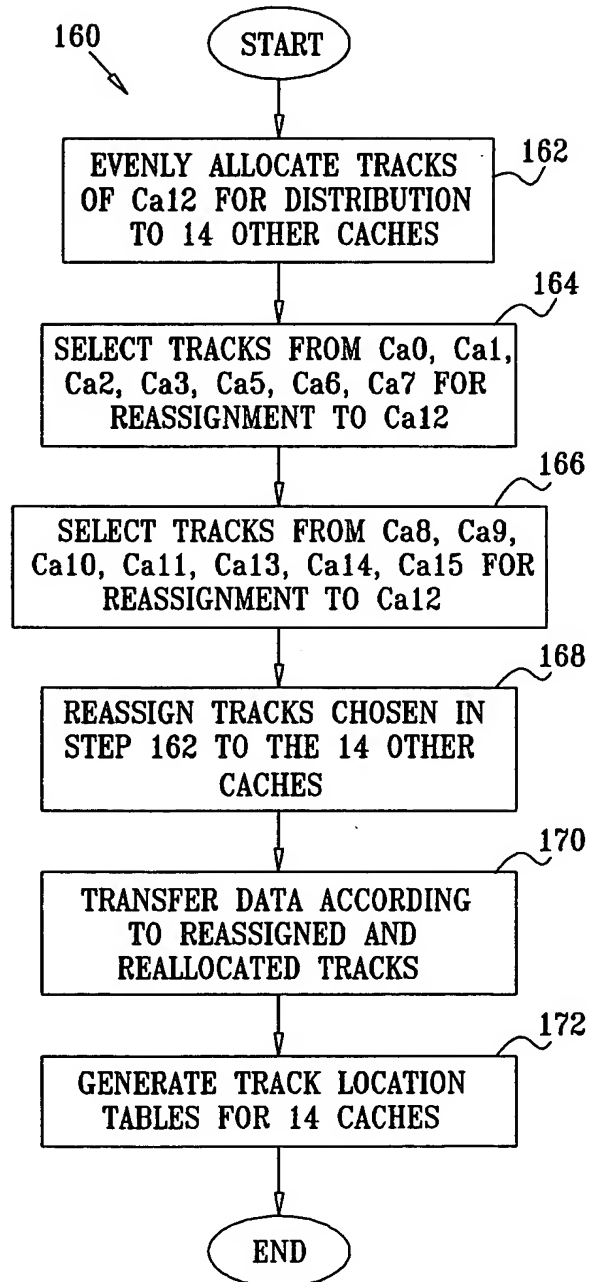 160
START
EVENLY ALLOCATE TRACKS
OF Ca12 FOR DISTRIBUTION
TO 14 OTHER CACHES
162
164
SELECT TRACKS FROM Ca0, Ca1,
Ca2, Ca3, Ca5, Ca6, Ca7 FOR
REASSIGNMENT TO Ca12
166
SELECT TRACKS FROM Ca8, Ca9,
Ca10, Ca11, Ca13, Ca14, Ca15 FOR
REASSIGNMENT TO Ca12
168
REASSIGN TRACKS CHOSEN IN
STEP 162 TO THE 14 OTHER
CACHES
170
TRANSFER DATA ACCORDING
TO REASSIGNED AND
REALLOCATED TRACKS
172
GENERATE TRACK LOCATION
TABLES FOR 14 CACHES
END